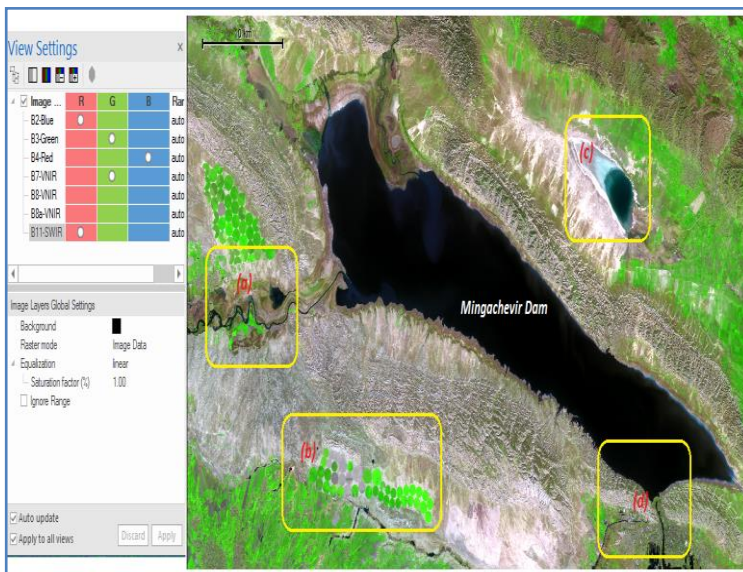 View Settings ×
Image ... R G B Rar
B2-Blue auto
B3-Green auto
B4-Red auto
B7-VNIR auto
B8-VNIR auto
B8a-VNIR auto
B11-SWIR auto
Image Layers Global Settings
Background
Raster mode Image Data
Equalization linear
Saturation factor (%) 1.00
Ignore Range
Auto update
Apply to all views Discard Apply
km
(c)
(a)
Mingachevir Dam
(b)
(d)